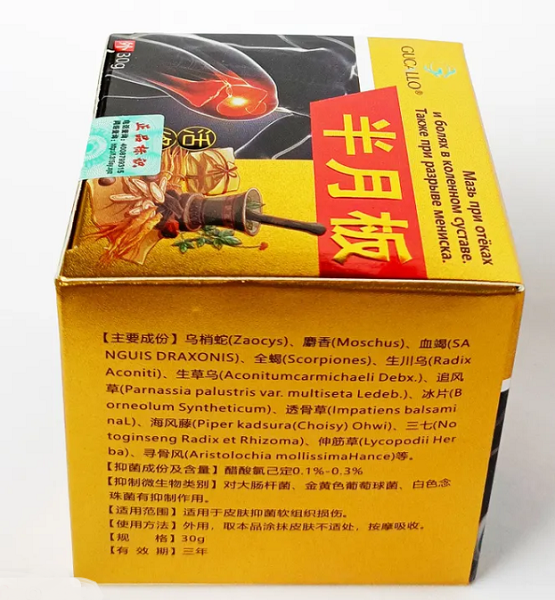 GUCALLO®
Мазь при отёках
и болях в коленном суставе.
Также при разрыве мениска.
半月板
外 30g
活
正品标识
【主要成份】乌梢蛇(Zaocys)、麝香(Moschus)、血竭(SA
NGUIS DRAXONIS)、全蝎(Scorpiones)、生川乌(Radix
Aconiti)、生草乌(Aconitumcarmichaeli Debx.)、追风
草(Parnassia palustris var. multiseta Ledeb.)、冰片(B
orneolum Syntheticum)、透骨草(Impatiens balsami
naL)、海风藤(Piper kadsura(Choisy) Ohwi)、三七(No
toginseng Radix et Rhizoma)、伸筋草(Lycopodii Her
ba)、寻骨风(Aristolochia mollissimaHance)等。
【抑菌成份及含量】醋酸氯己定0.1%-0.3%
【抑制微生物类别】对大肠杆菌、金黄色葡萄球菌、白色念
珠菌有抑制作用。
【适用范围】适用于皮肤抑菌软组织损伤。
【使用方法】外用，取本品涂抹皮肤不适处，按摩吸收。
【规 格】30g
【有 效 期】三年